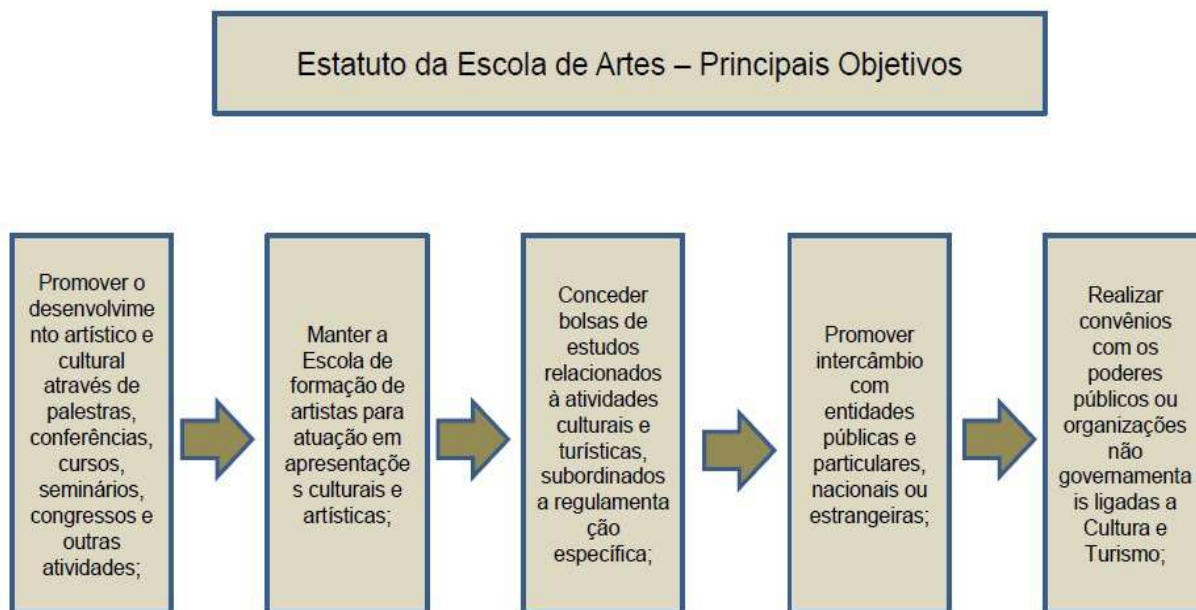 Estatuto da Escola de Artes – Principais Objetivos
Promover o
desenvolvime
nto artístico e
cultural
através de
palestras,
conferências,
cursos,
seminários,
congressos e
outras
atividades;
Manter a
Escola de
formação de
artistas para
atuação em
apresentaçõe
s culturais e
artísticas;
Conceder
bolsas de
estudos
relacionados
à atividades
culturais e
turísticas,
subordinados
a regulamenta
ção
específica;
Promover
intercâmbio
com
entidades
públicas e
particulares,
nacionais ou
estrangeiras;
Realizar
convênios
com os
poderes
públicos ou
organizações
não
governamenta
is ligadas a
Cultura e
Turismo;